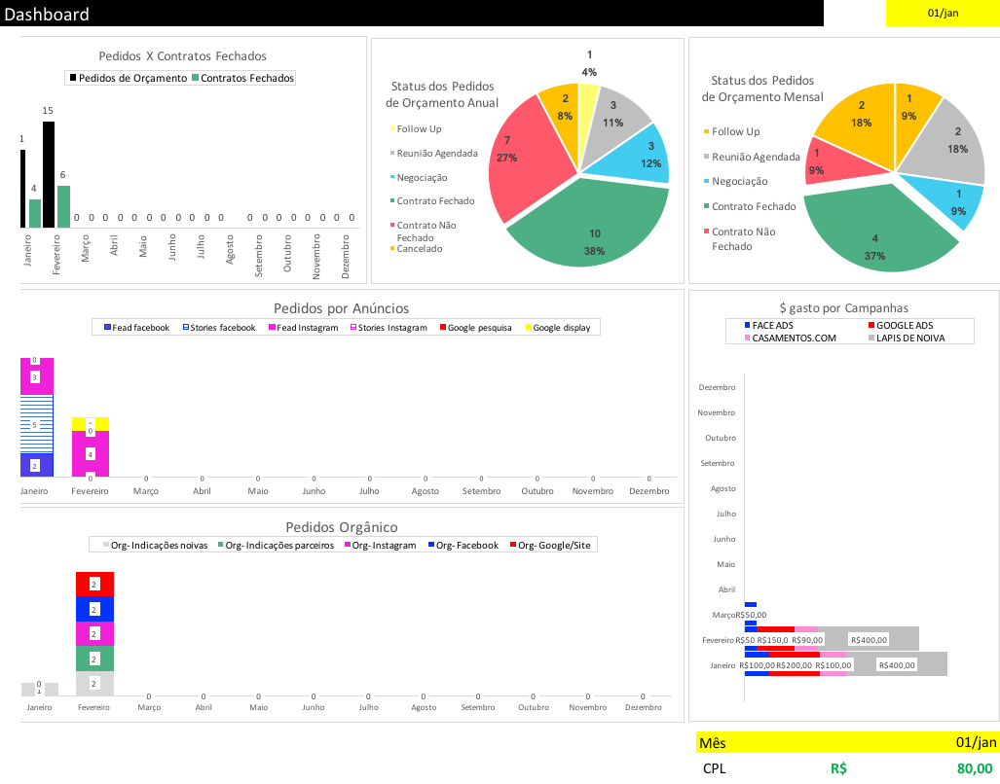 Dashboard
01/jan
Pedidos X Contratos Fechados
Pedidos de Orçamento Contratos Fechados
1
4
15
6
0 0 0 0 0 0 0 0 0 0 0 0 0 0 0 0 0 0 0
Janeiro
Fevereiro
Março
Abril
Maio
Junho
Julho
Agosto
Setembro
Outubro
Novembro
Dezembro
Status dos Pedidos
de Orçamento Anual
Follow Up
Reunião Agendada
Negociação
Contrato Fechado
Contrato Não
Fechado
Cancelado
1
4%
3
11%
3
12%
10
38%
7
27%
2
8%
Status dos Pedidos
de Orçamento Mensal
Follow Up
Reunião Agendada
Negociação
Contrato Fechado
Contrato Não
Fechado
1
9%
2
18%
1
9%
4
37%
1
9%
2
18%
Pedidos por Anúncios
Fead facebook Stories facebook Fead Instagram Stories Instagram Google pesquisa Google display
0
3
5
2
0
4
0
0 0 0 0 0 0 0 0 0 0
Janeiro Fevereiro Março Abril Maio Junho Julho Agosto Setembro Outubro Novembro Dezembro
Pedidos Orgânico
Org- Indicações noivas Org- Indicações parceiros Org- Instagram Org- Facebook Org- Google/Site
0
1
2
2
2
2
2
0 0 0 0 0 0 0 0 0 0
Janeiro Fevereiro Março Abril Maio Junho Julho Agosto Setembro Outubro Novembro Dezembro
$ gasto por Campanhas
FACE ADS GOOGLE ADS
CASAMENTOS.COM LAPIS DE NOIVA
Dezembro
Novembro
Outubro
Setembro
Agosto
Julho
Junho
Maio
Abril
Março R$50,00
Fevereiro R$50 R$150,0 R$90,00 R$400,00
Janeiro R$100,00 R$200,00 R$100,00 R$400,00
Mês 01/jan
CPL R$ 80,00